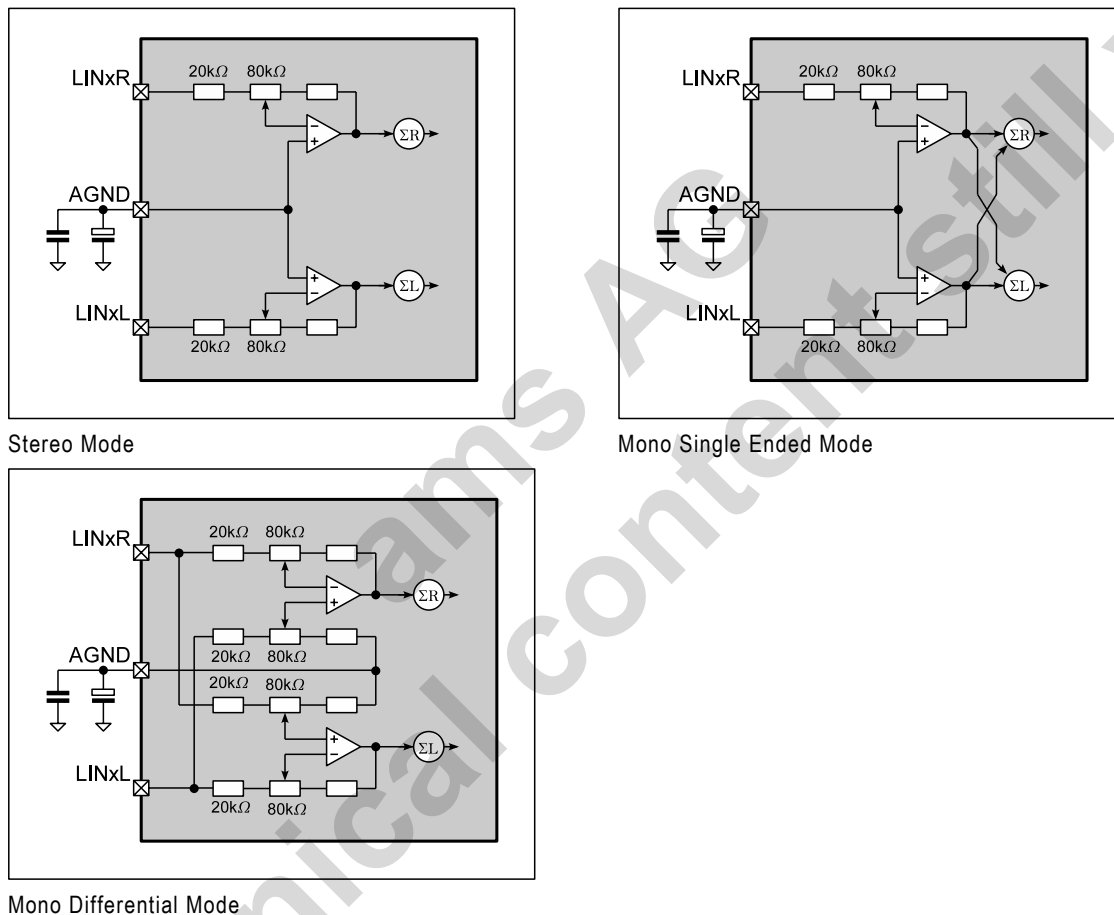 LINxR
20kΩ 80kΩ
ΣR
AGND
ΣL
LINxL
20kΩ 80kΩ
Stereo Mode
LINxR
20kΩ 80kΩ
ΣR
AGND
ΣL
LINxL
20kΩ 80kΩ
Mono Single Ended Mode
LINxR
20kΩ 80kΩ
ΣR
20kΩ 80kΩ
AGND
20kΩ 80kΩ
ΣL
LINxL
20kΩ 80kΩ
Mono Differential Mode
ams AG
content still